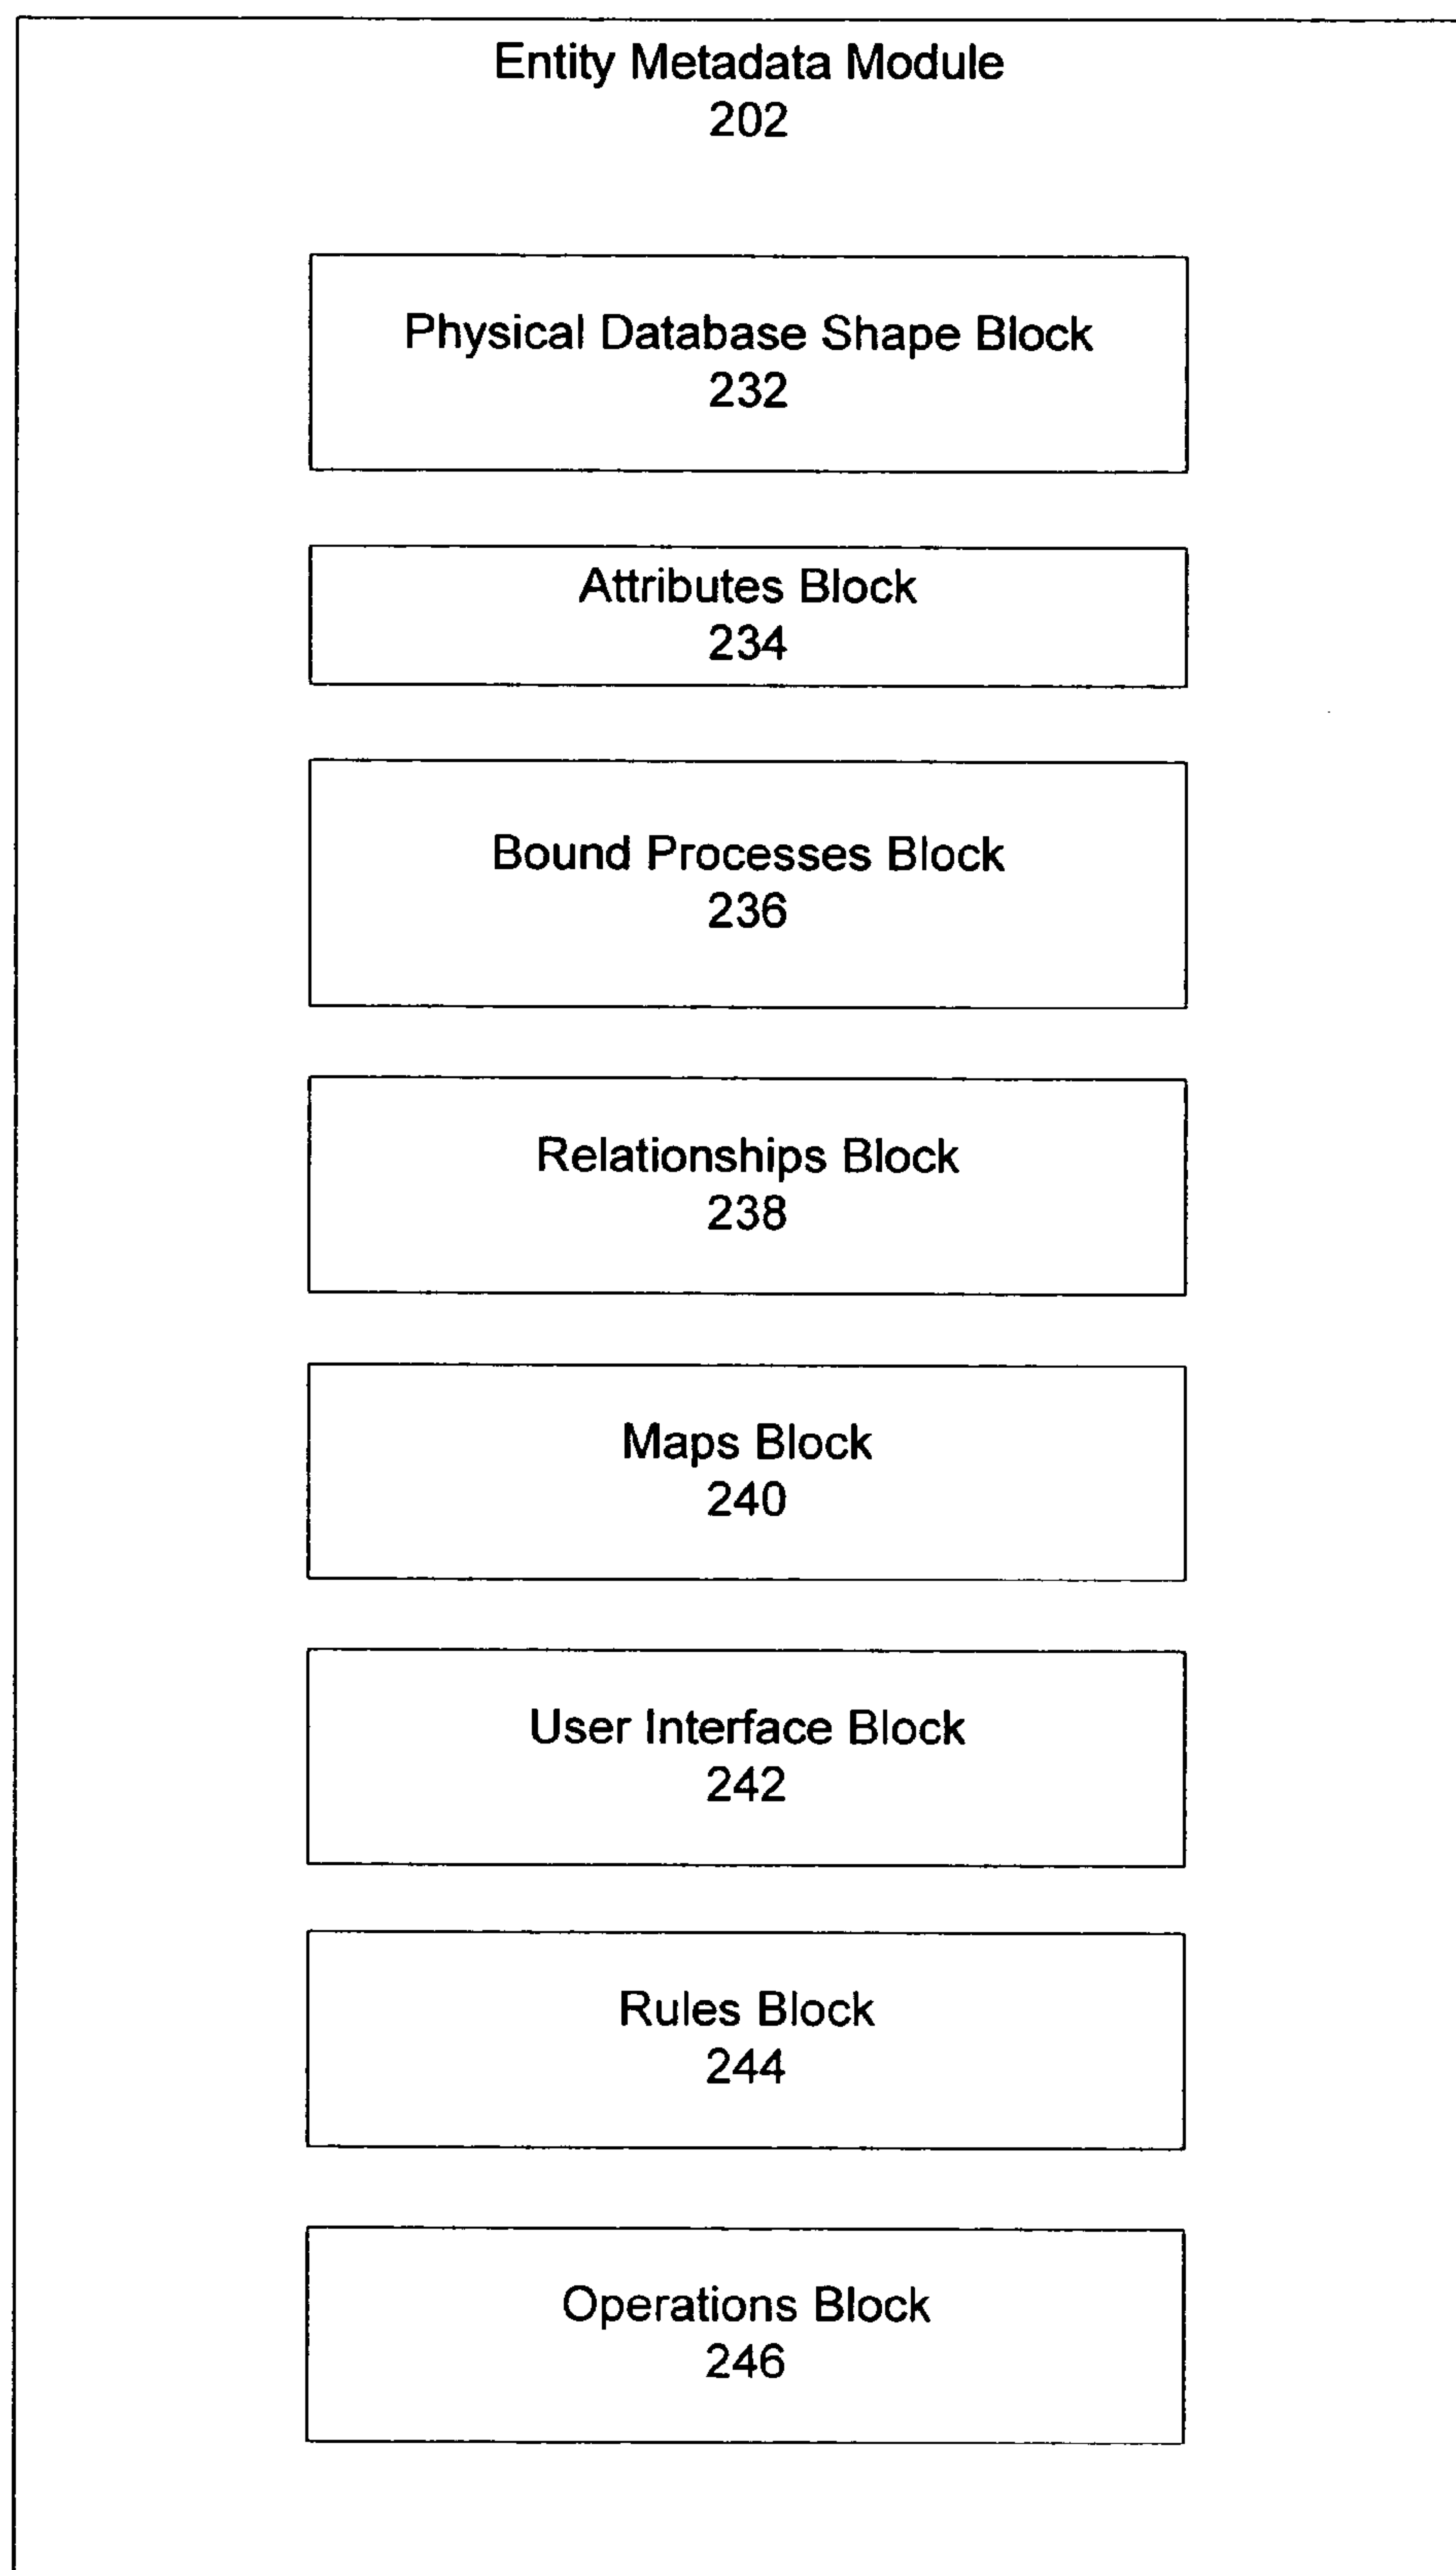 Entity Metadata Module
202
Physical Database Shape Block
232
Attributes Block
234
Bound Processes Block
236
Relationships Block
238
Maps Block
240
User Interface Block
242
Rules Block
244
Operations Block
246